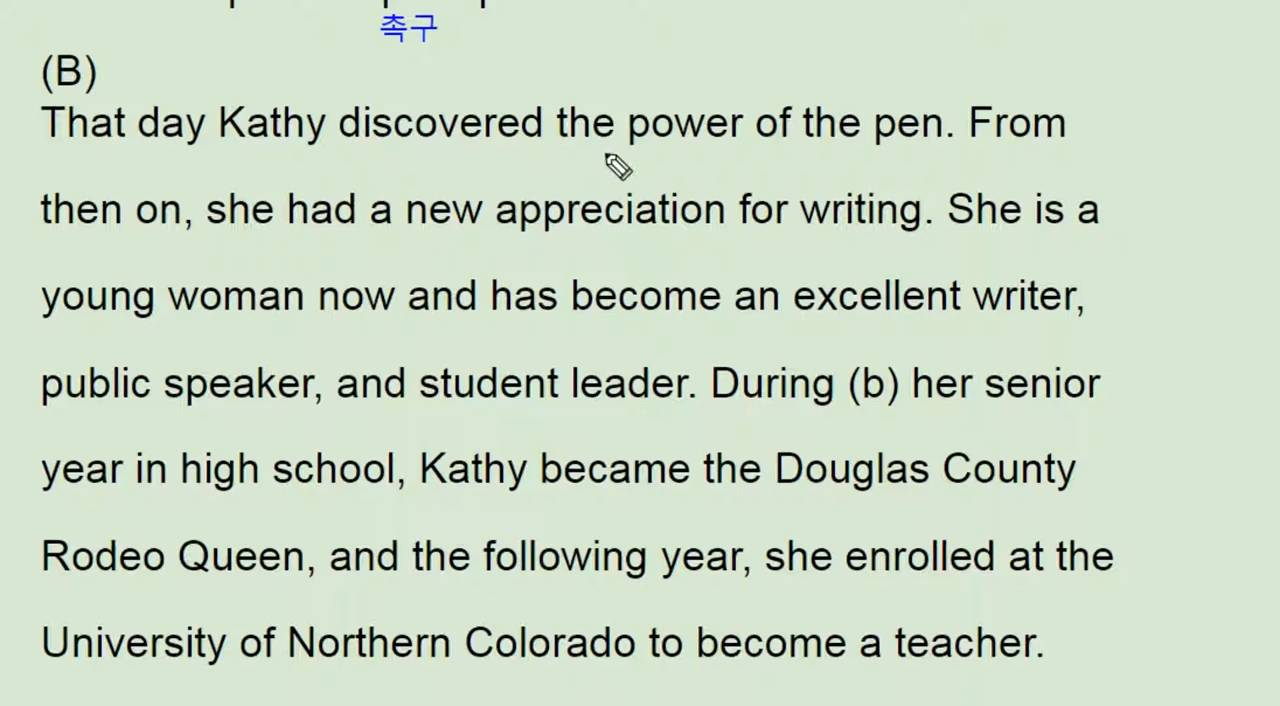 촉구
(B)
That day Kathy discovered the power of the pen. From
then on, she had a new appreciation for writing. She is a
young woman now and has become an excellent writer,
public speaker, and student leader. During (b) her senior
year in high school, Kathy became the Douglas County
Rodeo Queen, and the following year, she enrolled at the
University of Northern Colorado to become a teacher.